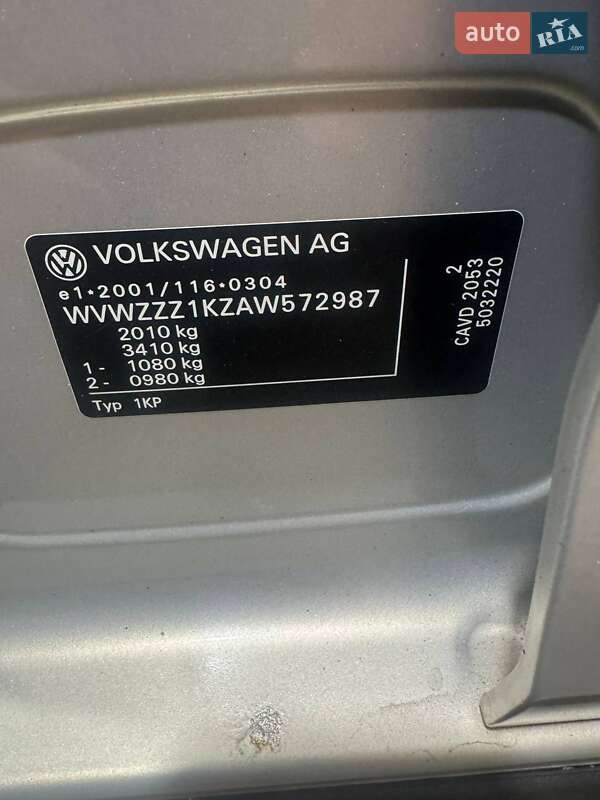 auto RIA.com
VOLKSWAGEN AG
e1*2001/116*0304
WVWZZZ1KZAW572987
2010 kg
3410 kg
1- 1080 kg
2- 0980 kg
Typ 1KP
2
CAVD 2053
5032220